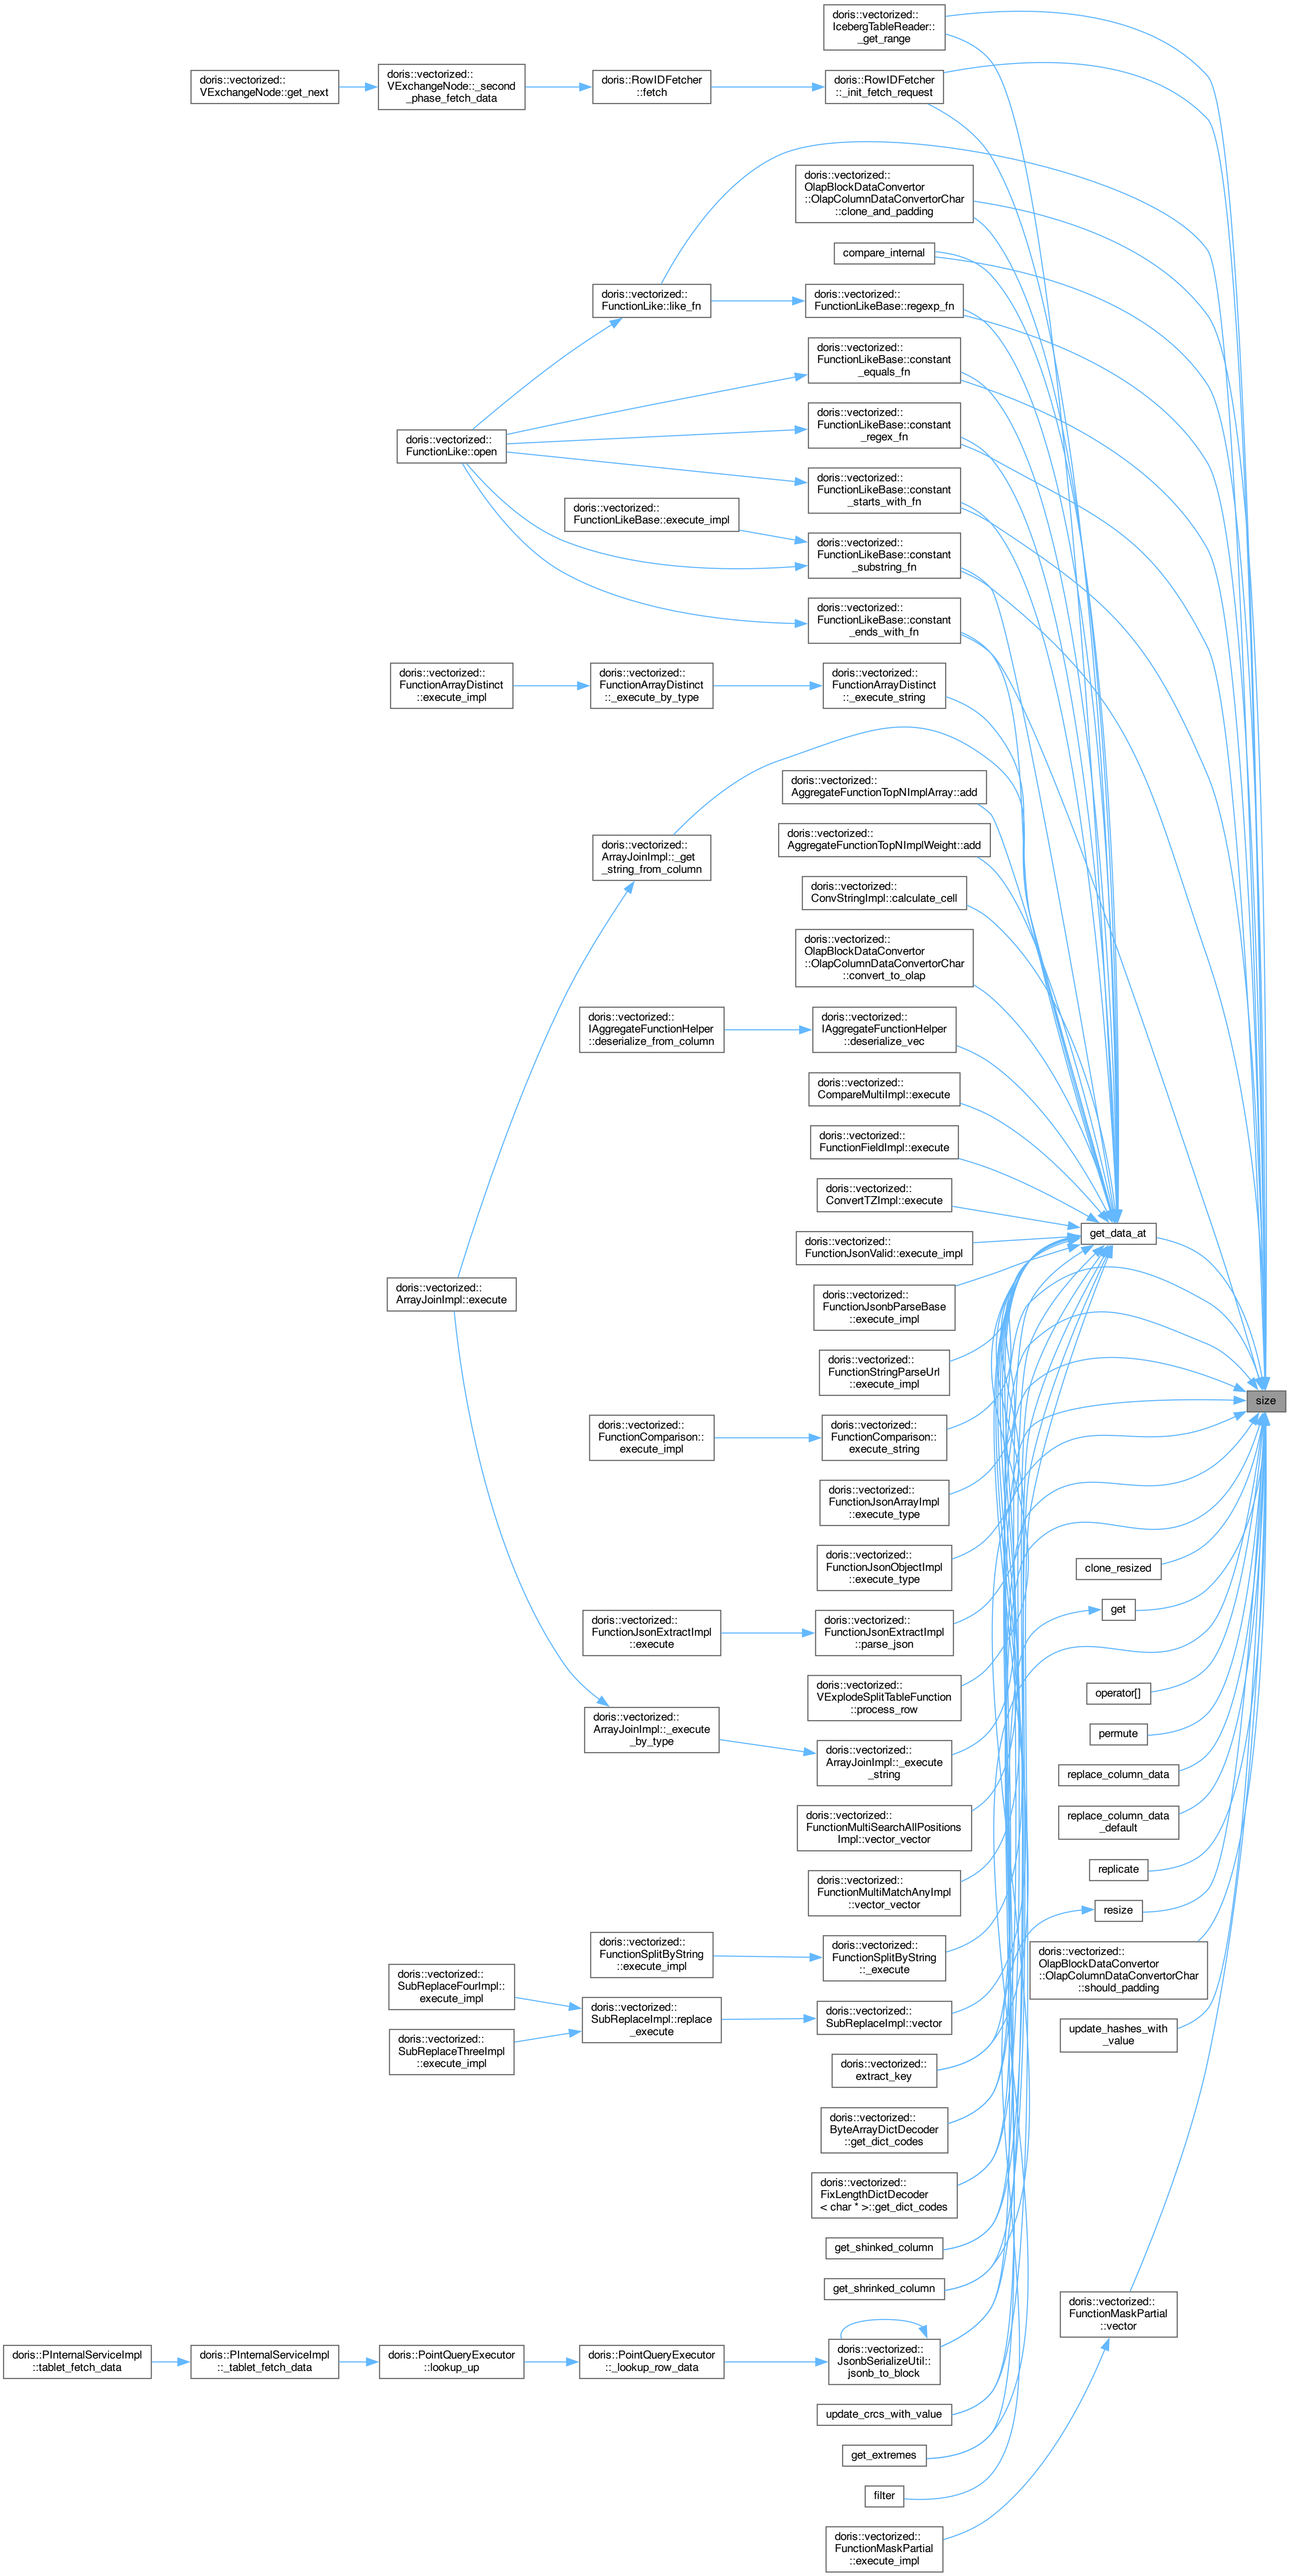 doris::vectorized::
IcebergTableReader::
_get_range
doris::vectorized::
VExchangeNode::get_next
doris::vectorized::
VExchangeNode::_second
_phase_fetch_data
doris::RowIDFetcher
::fetch
doris::RowIDFetcher
::_init_fetch_request
doris::vectorized::
OlapBlockDataConvertor
::OlapColumnDataConvertorChar
::clone_and_padding
compare_internal
doris::vectorized::
FunctionLike::like_fn
doris::vectorized::
FunctionLikeBase::regexp_fn
doris::vectorized::
FunctionLikeBase::constant
_equals_fn
doris::vectorized::
FunctionLikeBase::constant
_regex_fn
doris::vectorized::
FunctionLike::open
doris::vectorized::
FunctionLikeBase::constant
_starts_with_fn
doris::vectorized::
FunctionLikeBase::execute_impl
doris::vectorized::
FunctionLikeBase::constant
_substring_fn
doris::vectorized::
FunctionLikeBase::constant
_ends_with_fn
doris::vectorized::
FunctionArrayDistinct
::execute_impl
doris::vectorized::
FunctionArrayDistinct
::_execute_by_type
doris::vectorized::
FunctionArrayDistinct
::_execute_string
doris::vectorized::
AggregateFunctionTopNImplArray::add
doris::vectorized::
AggregateFunctionTopNImplWeight::add
doris::vectorized::
ArrayJoinImpl::_get
_string_from_column
doris::vectorized::
ConvStringImpl::calculate_cell
doris::vectorized::
OlapBlockDataConvertor
::OlapColumnDataConvertorChar
::convert_to_olap
doris::vectorized::
IAggregateFunctionHelper
::deserialize_from_column
doris::vectorized::
IAggregateFunctionHelper
::deserialize_vec
doris::vectorized::
CompareMultiImpl::execute
doris::vectorized::
FunctionFieldImpl::execute
doris::vectorized::
ConvertTZImpl::execute
get_data_at
doris::vectorized::
FunctionJsonValid::execute_impl
doris::vectorized::
ArrayJoinImpl::execute
doris::vectorized::
FunctionJsonbParseBase
::execute_impl
doris::vectorized::
FunctionStringParseUrl
::execute_impl
size
doris::vectorized::
FunctionComparison::
execute_impl
doris::vectorized::
FunctionComparison::
execute_string
doris::vectorized::
FunctionJsonArrayImpl
::execute_type
doris::vectorized::
FunctionJsonObjectImpl
::execute_type
clone_resized
get
doris::vectorized::
FunctionJsonExtractImpl
::execute
doris::vectorized::
FunctionJsonExtractImpl
::parse_json
doris::vectorized::
VExplodeSplitTableFunction
::process_row
operator[]
permute
doris::vectorized::
ArrayJoinImpl::_execute
_by_type
doris::vectorized::
ArrayJoinImpl::_execute
_string
replace_column_data
replace_column_data
_default
doris::vectorized::
FunctionMultiSearchAllPositions
Impl::vector_vector
replicate
doris::vectorized::
FunctionMultiMatchAnyImpl
::vector_vector
resize
doris::vectorized::
FunctionSplitByString
::execute_impl
doris::vectorized::
FunctionSplitByString
::_execute
doris::vectorized::
OlapBlockDataConvertor
::OlapColumnDataConvertorChar
::should_padding
doris::vectorized::
SubReplaceFourImpl::
execute_impl
doris::vectorized::
SubReplaceImpl::replace
_execute
doris::vectorized::
SubReplaceImpl::vector
update_hashes_with
_value
doris::vectorized::
SubReplaceThreeImpl
::execute_impl
doris::vectorized::
extract_key
doris::vectorized::
ByteArrayDictDecoder
::get_dict_codes
doris::vectorized::
FixLengthDictDecoder
< char * >::get_dict_codes
get_shinked_column
get_shrinked_column
doris::vectorized::
FunctionMaskPartial
::vector
doris::PInternalServiceImpl
::tablet_fetch_data
doris::PInternalServiceImpl
::_tablet_fetch_data
doris::PointQueryExecutor
::lookup_up
doris::PointQueryExecutor
::_lookup_row_data
doris::vectorized::
JsonbSerializeUtil::
jsonb_to_block
update_crcs_with_value
get_extremes
filter
doris::vectorized::
FunctionMaskPartial
::execute_impl